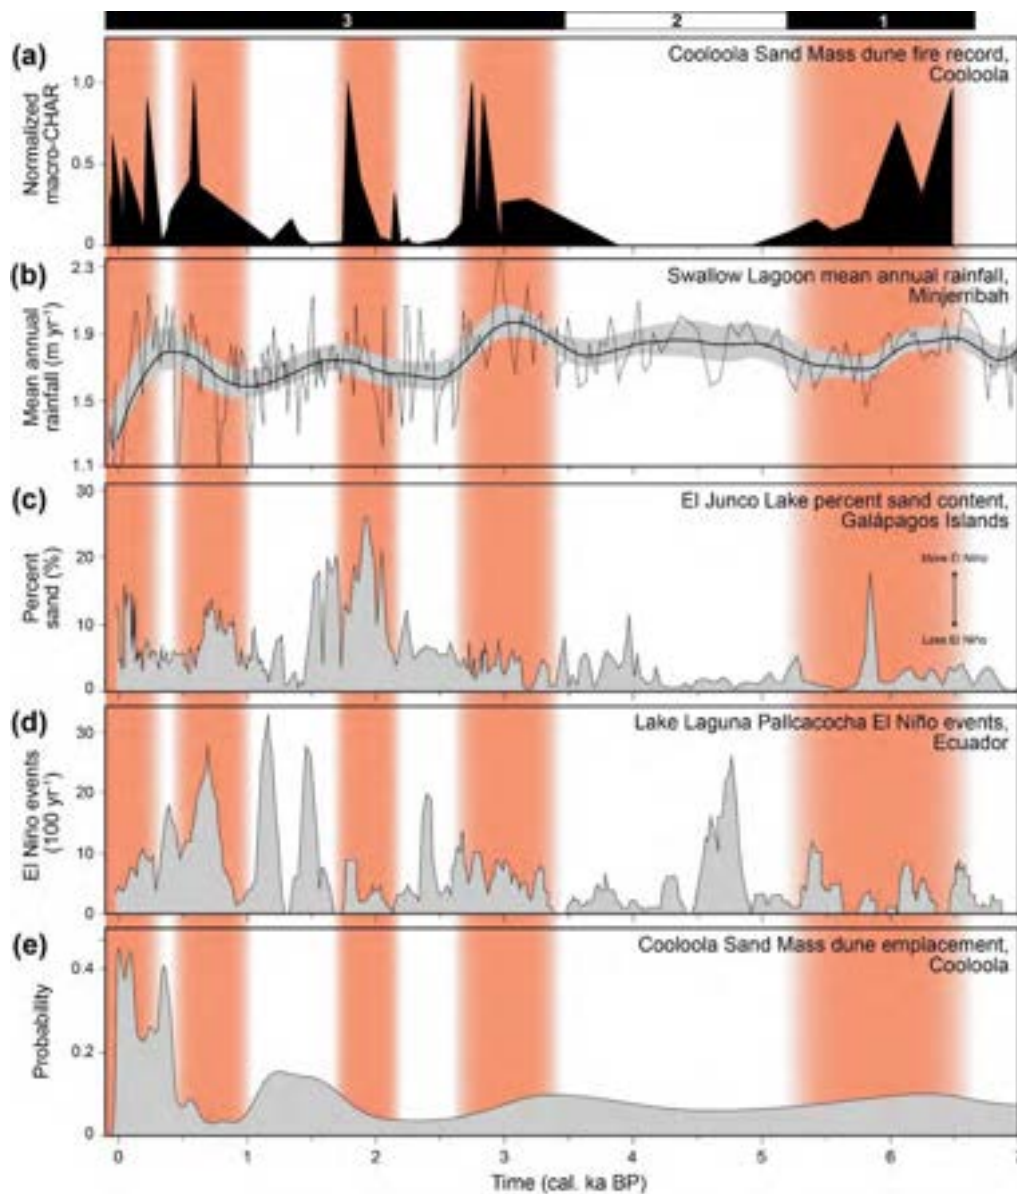 3 2 1
(a)
Cooloola Sand Mass dune fire record,
Cooloola
Normalized
macro-CHAR
1.0
0.5
0
(b)
Swallow Lagoon mean annual rainfall,
Minjerribah
Mean annual
rainfall (m yr⁻¹)
2.3
1.9
1.5
1.1
(c)
El Junco Lake percent sand content,
Galápagos Islands
Percent
sand (%)
30
20
10
0
More El Niño
Less El Niño
(d)
Lake Laguna Pallcacocha El Niño events,
Ecuador
El Nino events
(100 yr⁻¹)
30
20
10
0
(e)
Cooloola Sand Mass dune emplacement,
Cooloola
Probability
0.4
0.2
0
0 1 2 3 4 5 6 7
Time (cal. ka BP)